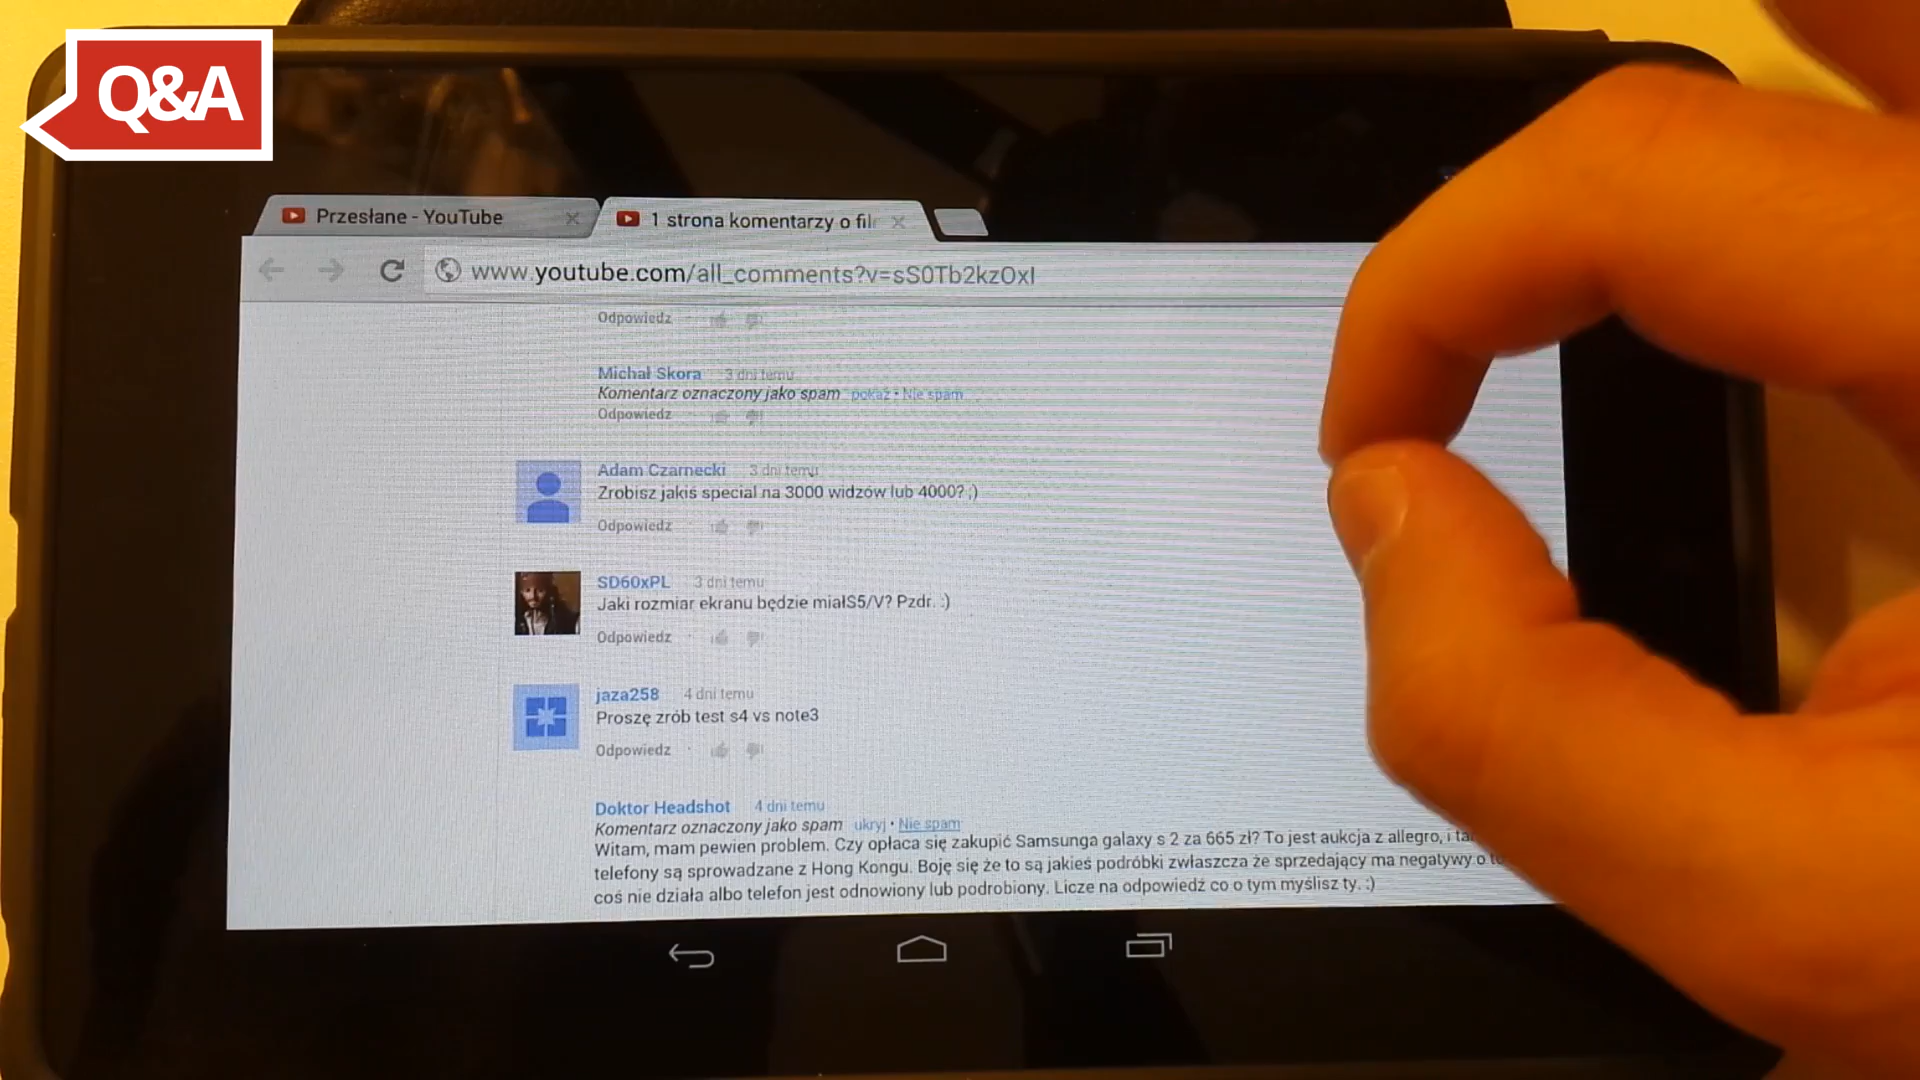 Q&A
Przesłane - YouTube
1 strona komentarzy o fil
www.youtube.com/all_comments?v=sS0Tb2kzOxI
Odpowiedz
Michał Skora 3 dni temu
Komentarz oznaczony jako spam pokaż • Nie spam
Odpowiedz
Adam Czarnecki 3 dni temu
Zrobisz jakiś special na 3000 widzów lub 4000? ;)
Odpowiedz
SD60xPL 3 dni temu
Jaki rozmiar ekranu będzie miałS5/V? Pzdr. :)
Odpowiedz
jaza258 4 dni temu
Proszę zrób test s4 vs note3
Odpowiedz
Doktor Headshot 4 dni temu
Komentarz oznaczony jako spam ukryj • Nie spam
Witam, mam pewien problem. Czy opłaca się zakupić Samsunga galaxy s 2 za 665 zł? To jest aukcja z allegro, i
telefony są sprowadzane z Hong Kongu. Boję się że to są jakieś podróbki zwłaszcza że sprzedający ma negatywy o
coś nie działa albo telefon jest odnowiony lub podrobiony. Licze na odpowiedź co o tym myślisz ty. :)